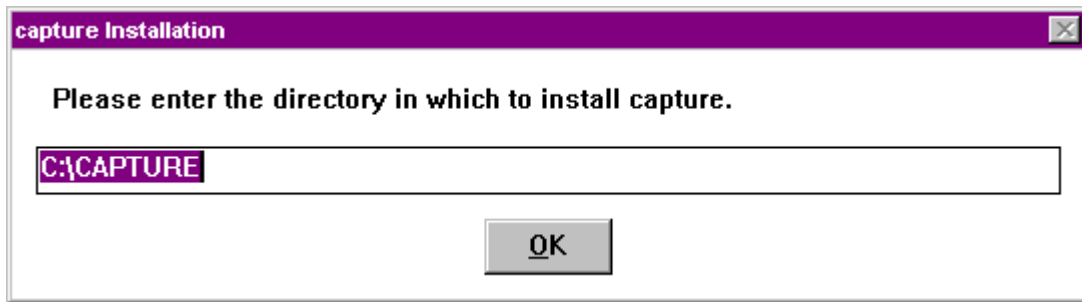 capture Installation
Please enter the directory in which to install capture.
C:\CAPTURE
OK